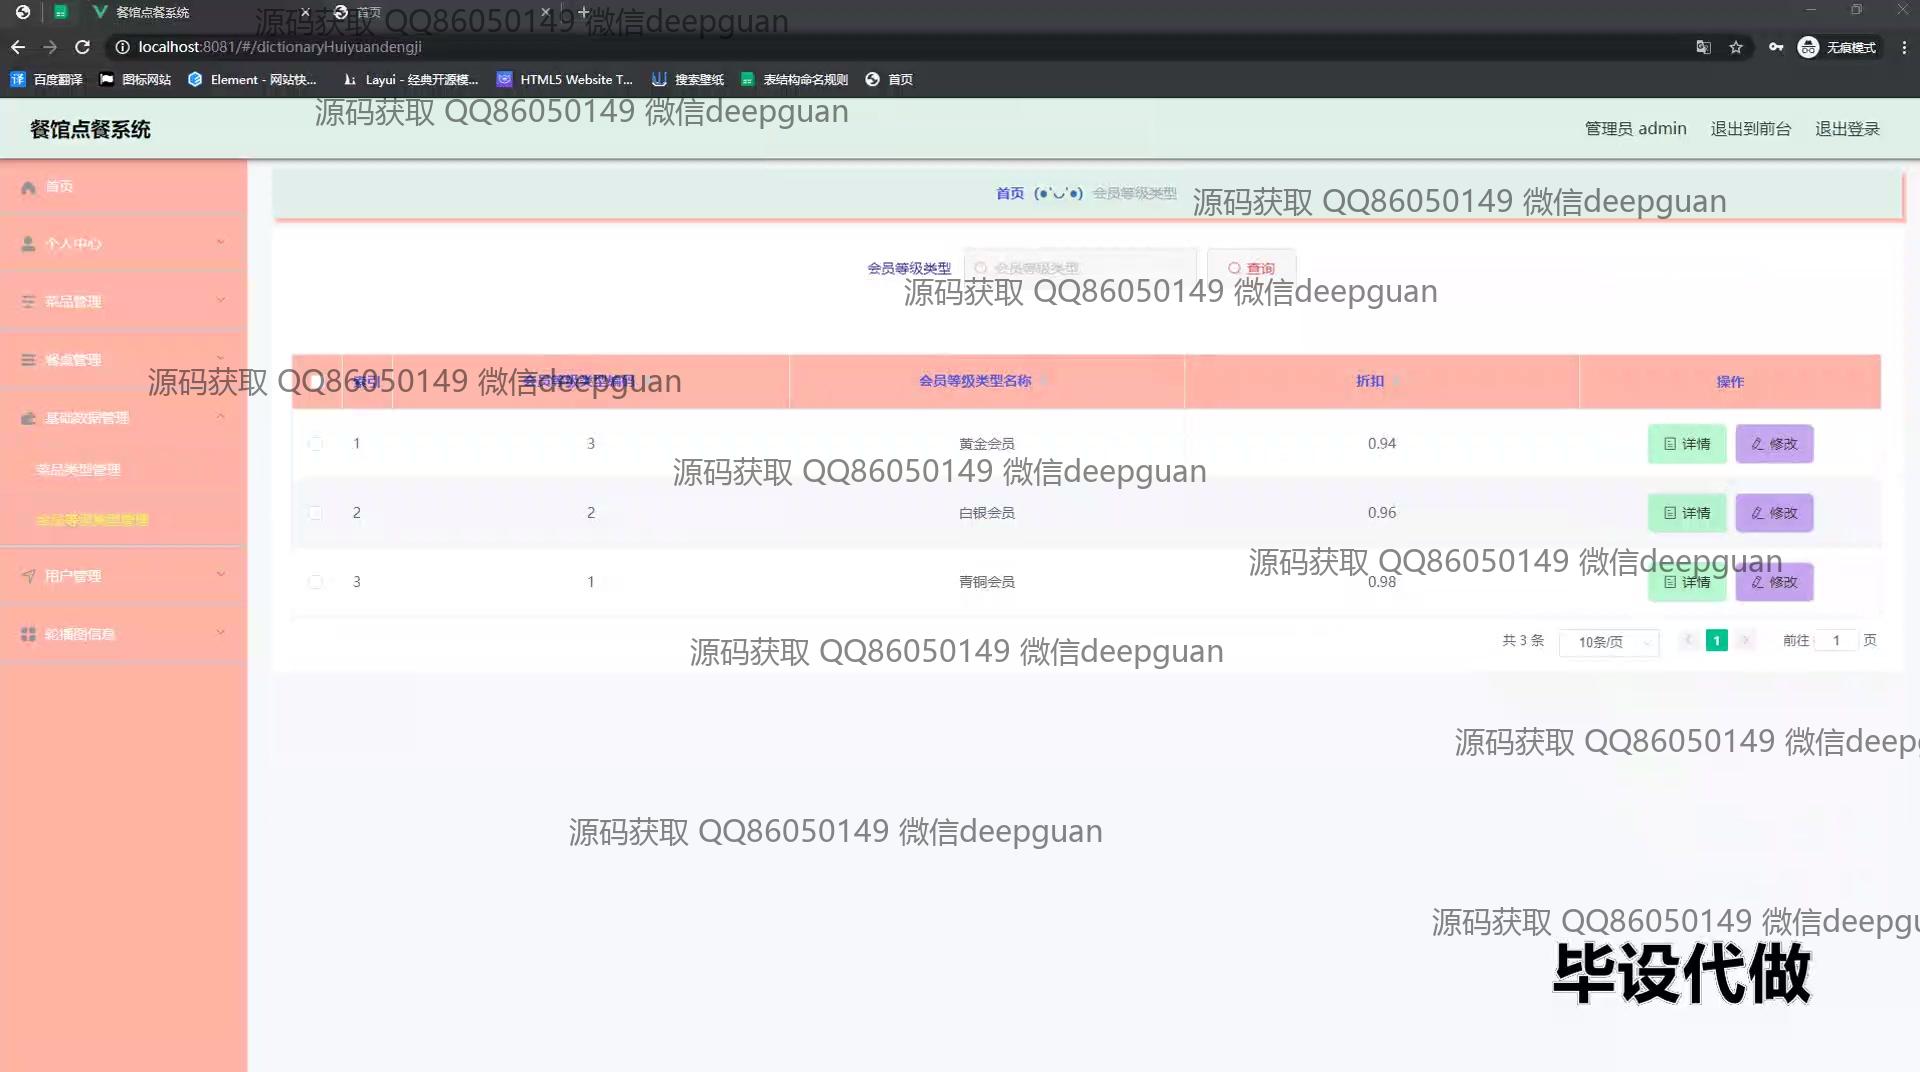 餐馆点餐系统
首页
源码获取 QQ86050149 微信deepguan
localhost:8081/#/dictionaryHuiyuandengji
无痕模式
百度翻译
图标网站
Element - 网站快...
Layui - 经典开源模...
HTML5 Website T...
搜索壁纸
表结构命名规则
首页
源码获取 QQ86050149 微信deepguan
餐馆点餐系统
管理员 admin
退出到前台
退出登录
首页
首页 (●'◡'●) 会员等级类型
源码获取 QQ86050149 微信deepguan
个人中心
会员等级类型
会员等级类型
查询
源码获取 QQ86050149 微信deepguan
菜品管理
餐桌管理
源码获取 QQ86050149 微信deepguan
索引
会员等级类型编码
会员等级类型名称
折扣
操作
基础数据管理
1 3 黄金会员 0.94 详情 修改
菜品类型管理
源码获取 QQ86050149 微信deepguan
会员等级类型管理
2 2 白银会员 0.96 详情 修改
源码获取 QQ86050149 微信deepguan
用户管理
3 1 青铜会员 0.98 详情 修改
轮播图信息
共 3 条 10条/页 1 前往 1 页
源码获取 QQ86050149 微信deepguan
源码获取 QQ86050149 微信deep
源码获取 QQ86050149 微信deepguan
源码获取 QQ86050149 微信deepgu
毕设代做